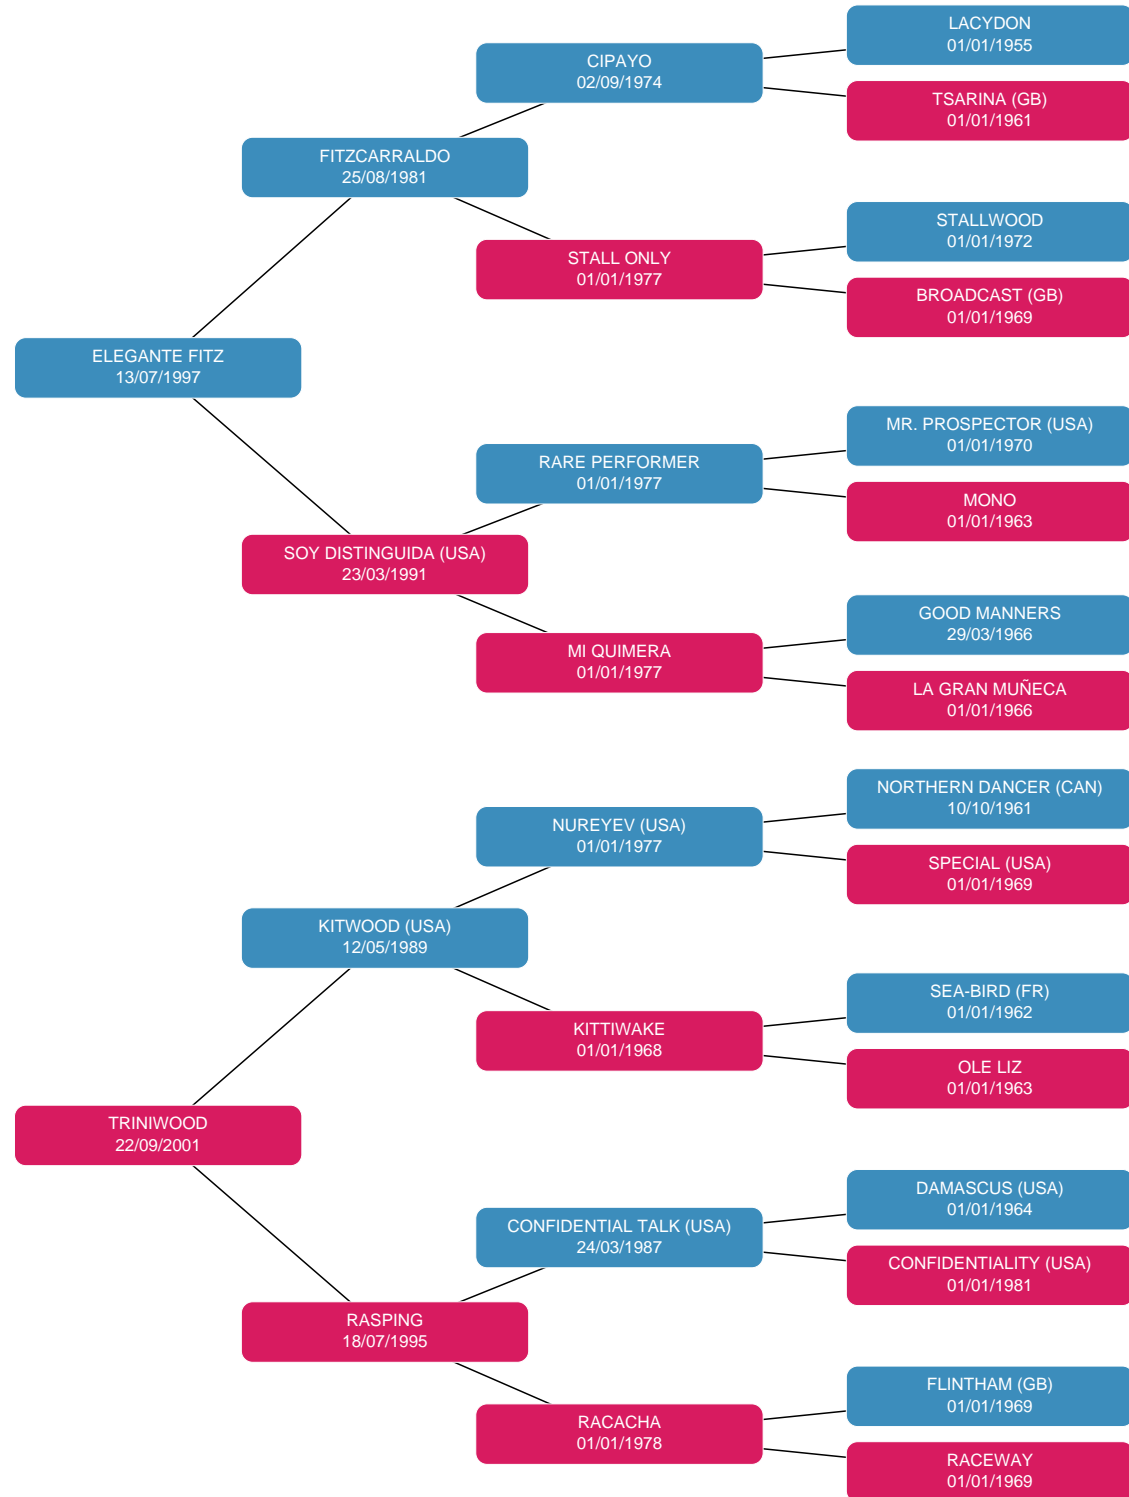 LACYDON
01/01/1955
CIPAYO
02/09/1974
TSARINA (GB)
01/01/1961
FITZCARRALDO
25/08/1981
STALLWOOD
01/01/1972
STALL ONLY
01/01/1977
BROADCAST (GB)
01/01/1969
ELEGANTE FITZ
13/07/1997
MR. PROSPECTOR (USA)
01/01/1970
RARE PERFORMER
01/01/1977
MONO
01/01/1963
SOY DISTINGUIDA (USA)
23/03/1991
GOOD MANNERS
29/03/1966
MI QUIMERA
01/01/1977
LA GRAN MUÑECA
01/01/1966
NORTHERN DANCER (CAN)
10/10/1961
NUREYEV (USA)
01/01/1977
SPECIAL (USA)
01/01/1969
KITWOOD (USA)
12/05/1989
SEA-BIRD (FR)
01/01/1962
KITTIWAKE
01/01/1968
OLE LIZ
01/01/1963
TRINIWOOD
22/09/2001
DAMASCUS (USA)
01/01/1964
CONFIDENTIAL TALK (USA)
24/03/1987
CONFIDENTIALITY (USA)
01/01/1981
RASPING
18/07/1995
FLINTHAM (GB)
01/01/1969
RACACHA
01/01/1978
RACEWAY
01/01/1969